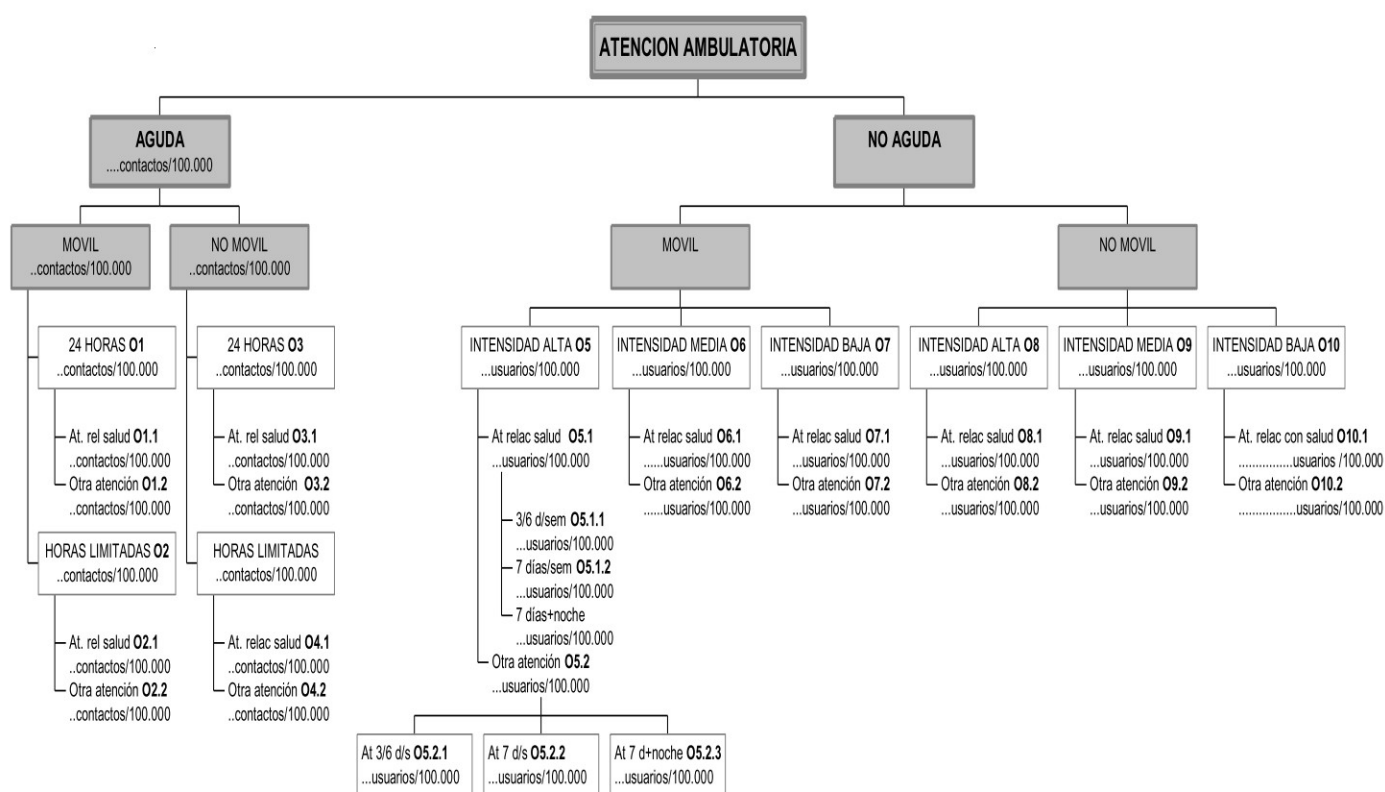 ATENCION AMBULATORIA
AGUDA
....contactos/100.000
NO AGUDA
MOVIL
..contactos/100.000
NO MOVIL
..contactos/100.000
MOVIL
NO MOVIL
24 HORAS O1
..contactos/100.000
At. rel salud O1.1
..contactos/100.000
Otra atención O1.2
..contactos/100.000
HORAS LIMITADAS O2
..contactos/100.000
At. rel salud O2.1
..contactos/100.000
Otra atención O2.2
..contactos/100.000
24 HORAS O3
..contactos/100.000
At. rel salud O3.1
..contactos/100.000
Otra atención O3.2
..contactos/100.000
HORAS LIMITADAS
..contactos/100.000
At. relac salud O4.1
..contactos/100.000
Otra atención O4.2
..contactos/100.000
INTENSIDAD ALTA O5
...usuarios/100.000
At relac salud O5.1
...usuarios/100.000
3/6 d/sem O5.1.1
...usuarios/100.000
7 días/sem O5.1.2
...usuarios/100.000
7 días+noche
...usuarios/100.000
Otra atención O5.2
...usuarios/100.000
At 3/6 d/s O5.2.1
...usuarios/100.000
At 7 d/s O5.2.2
...usuarios/100.000
At 7 d+noche O5.2.3
...usuarios/100.000
INTENSIDAD MEDIA O6
...usuarios/100.000
At relac salud O6.1
......usuarios/100.000
Otra atención O6.2
......usuarios/100.000
INTENSIDAD BAJA O7
...usuarios/100.000
At relac salud O7.1
...usuarios/100.000
Otra atención O7.2
...usuarios/100.000
INTENSIDAD ALTA O8
...usuarios/100.000
At. relac salud O8.1
...usuarios/100.000
Otra atención O8.2
...usuarios/100.000
INTENSIDAD MEDIA O9
...usuarios/100.000
At. relac salud O9.1
...usuarios/100.000
Otra atención O9.2
...usuarios/100.000
INTENSIDAD BAJA O10
...usuarios/100.000
At. relac con salud O10.1
...............usuarios /100.000
Otra atención O10.2
................usuarios/100.000